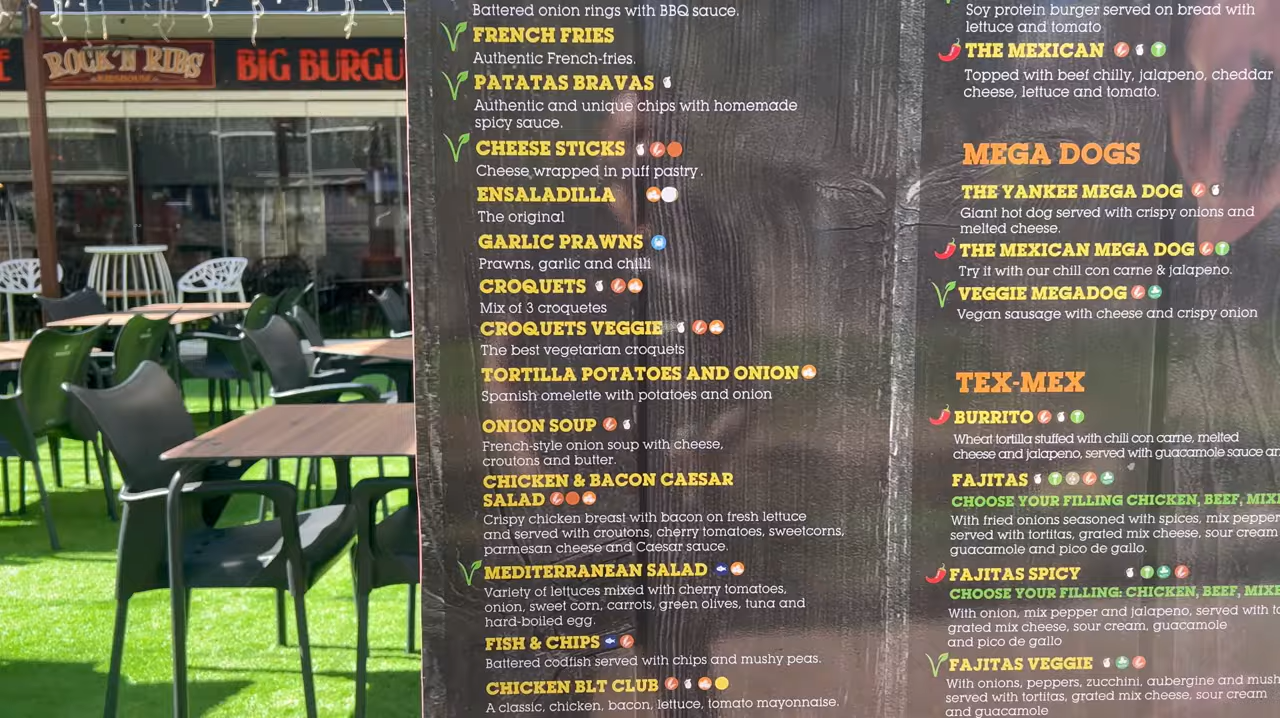 ROCK'N RIBS
BIG BURGU
Battered onion rings with BBQ sauce.
FRENCH FRIES
Authentic French-fries.
PATATAS BRAVAS
Authentic and unique chips with homemade
spicy sauce.
CHEESE STICKS
Cheese wrapped in puff pastry.
ENSALADILLA
The original
GARLIC PRAWNS
Prawns, garlic and chilli
CROQUETS
Mix of 3 croquetes
CROQUETS VEGGIE
The best vegetarian croquets
TORTILLA POTATOES AND ONION
Spanish omelette with potatoes and onion
ONION SOUP
French-style onion soup with cheese,
croutons and butter.
CHICKEN & BACON CAESAR
SALAD
Crispy chicken breast with bacon on fresh lettuce
and served with croutons, cherry tomatoes, sweetcorns,
parmesan cheese and Caesar sauce.
MEDITERRANEAN SALAD
Variety of lettuces mixed with cherry tomatoes,
onion, sweet corn, carrots, green olives, tuna and
hard-boiled egg.
FISH & CHIPS
Battered codfish served with chips and mushy peas.
CHICKEN BLT CLUB
A classic, chicken, bacon, lettuce, tomato mayonnaise.
Soy protein burger served on bread with
lettuce and tomato
THE MEXICAN
Topped with beef chilly, jalapeno, cheddar
cheese, lettuce and tomato.
MEGA DOGS
THE YANKEE MEGA DOG
Giant hot dog served with crispy onions and
melted cheese.
THE MEXICAN MEGA DOG
Try it with our chill con carne & jalapeno.
VEGGIE MEGADOG
Vegan sausage with cheese and crispy onion
TEX-MEX
BURRITO
Wheat tortilla stuffed with chili con carne, melted
cheese and jalapeno, served with guacamole sauce an
FAJITAS
CHOOSE YOUR FILLING CHICKEN, BEEF, MIXE
With fried onions seasoned with spices, mix pepper
served with tortitas, grated mix cheese, sour cream
guacamole and pico de gallo.
FAJITAS SPICY
CHOOSE YOUR FILLING: CHICKEN, BEEF, MIXE
With onion, mix pepper and jalapeno, served with to
grated mix cheese, sour cream, guacamole
and pico de gallo
FAJITAS VEGGIE
With onions, peppers, zucchini, aubergine and mush
served with tortitas, grated mix cheese, sour cream
and guacamole